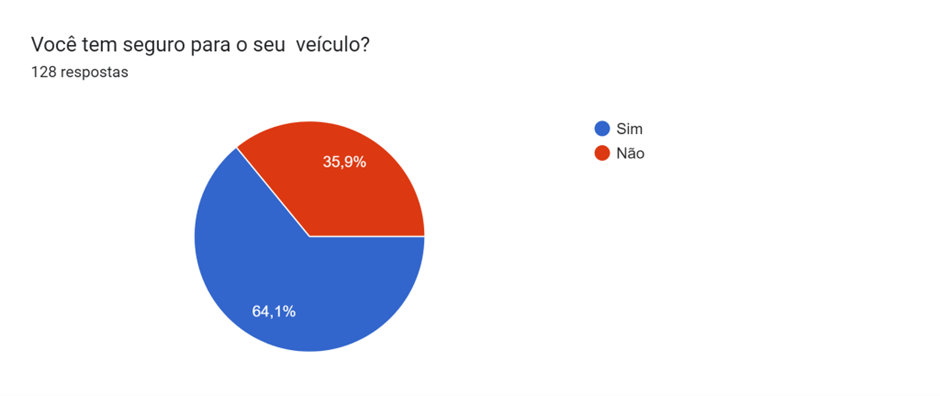 Você tem seguro para o seu  veículo?
128 respostas
Sim
Não
35,9%
64,1%